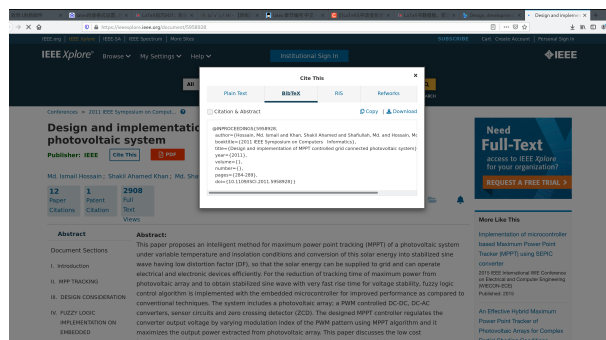 Design and implemen
https://ieeexplore.ieee.org/document/5958928
IEEE.org IEEE Xplore IEEE-SA IEEE Spectrum More Sites
SUBSCRIBE
Cart Create Account Personal Sign In
IEEE Xplore® Browse My Settings Help
Institutional Sign In
IEEE
All
Cite This
×
Plain Text
BibTeX
RIS
Refworks
Citation & Abstract
Copy | Download
@INPROCEEDINGS{5958928,
author={Hossain, Md. Ismail and Khan, Shakil Ahamed and Shafiullah, Md. and Hossain, Mo
booktitle={2011 IEEE Symposium on Computers Informatics},
title={Design and implementation of MPPT controlled grid connected photovoltaic system}
year={2011},
volume={},
number={},
pages={284-289},
doi={10.1109/ISCI.2011.5958928}}
Conferences > 2011 IEEE Symposium on Comput...
Design and implementatic
photovoltaic system
Publisher: IEEE
Cite This
PDF
Md. Ismail Hossain; Shakil Ahamed Khan; Md. Sha
12
Paper
Citations
1
Patent
Citation
2908
Full
Text
Views
Abstract
Document Sections
I. Introduction
II. MPP TRACKING
III. DESIGN CONSIDERATION
IV. FUZZY LOGIC
IMPLEMENTATION ON
EMBEDDED
Abstract:
This paper proposes an intelligent method for maximum power point tracking (MPPT) of a photovoltaic system
under variable temperature and insolation conditions and conversion of this solar energy into stabilized sine
wave having low distortion factor (DF), so that the solar energy can be supplied to grid and can operate
electrical and electronic devices efficiently. For the reduction of tracking time of maximum power from
photovoltaic array and to obtain stabilized sine wave with very fast rise time for voltage stability, fuzzy logic
control algorithm is implemented with the embedded microcontroller for improved performance as compared to
conventional techniques. The system includes a photovoltaic array; a PWM controlled DC-DC, DC-AC
converters, sensor circuits and zero crossing detector (ZCD). The designed MPPT controller regulates the
converter output voltage by varying modulation index of the PWM pattern using MPPT algorithm and it
maximizes the output power extracted from photovoltaic array. This paper discusses the low cost
Need
Full-Text
access to IEEE Xplore
for your organization?
REQUEST A FREE TRIAL >
More Like This
Implementation of microcontroller
based Maximum Power Point
Tracker (MPPT) using SEPIC
converter
2015 IEEE International WIE Conference
on Electrical and Computer Engineering
(WIECON-ECE)
Published: 2015
An Effective Hybrid Maximum
Power Point Tracker of
Photovoltaic Arrays for Complex